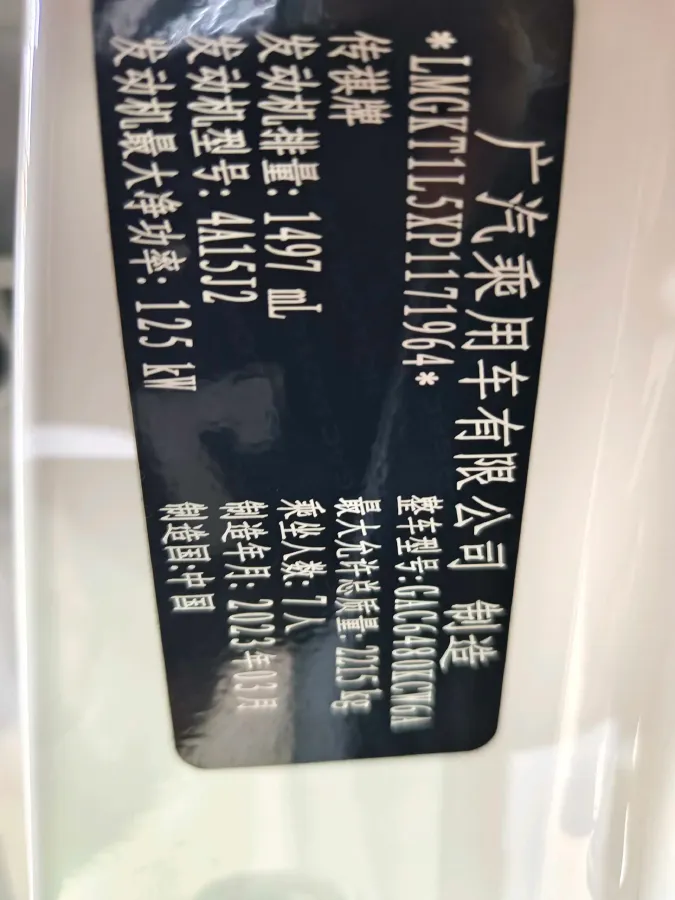 广汽乘用车有限公司 制造
*LMGKT1L5XP1171964*
传祺牌
整车型号:GAC6480KCW6A
发动机排量: 1497 mL
最大允许总质量: 2215 kg
发动机型号: 4A15J2
乘坐人数: 7人
发动机最大净功率: 125 kW
制造年月: 2023年03月
制造国:中国